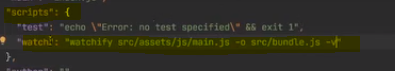 "scripts": {
"test": "echo \"Error: no test specified\" && exit 1",
"watch": "watchify src/assets/js/main.js -o src/bundle.js -v"
},